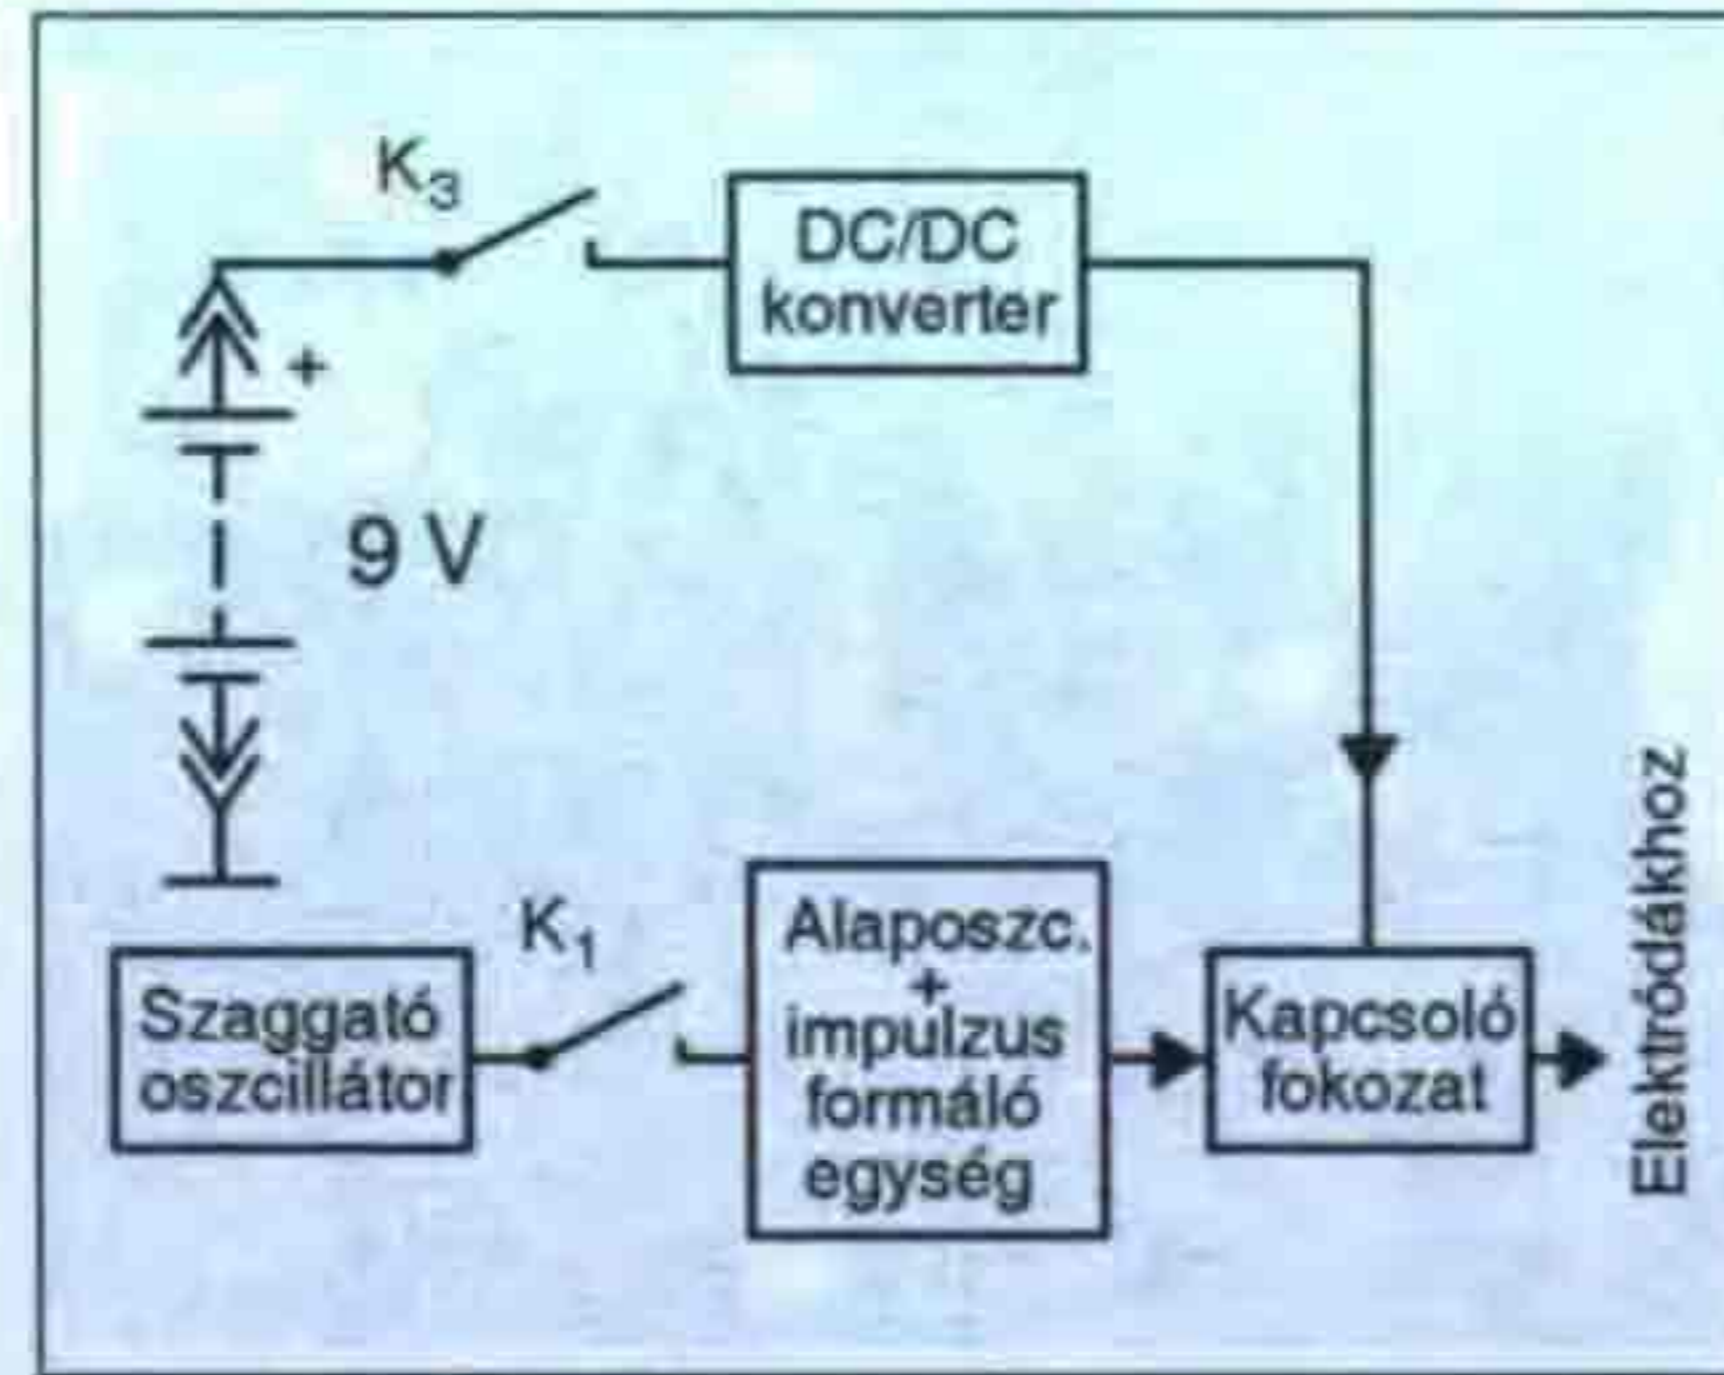 K3
DC/DC
konverter
+
9 V
K1
Szaggató
oszcillátor
Alaposzc.
+
impulzus
formáló
egység
Kapcsoló
fokozat
Elektródákhoz